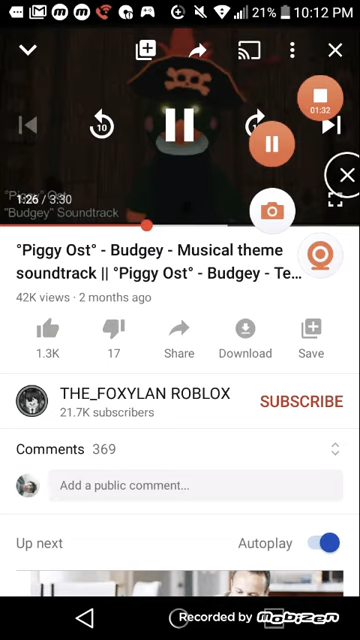 21% 10:12 PM
10
01:32
1:26 / 3:30
"Piggy" Ost
"Budgey" Soundtrack
°Piggy Ost° - Budgey - Musical theme
soundtrack || °Piggy Ost° - Budgey - Te...
42K views · 2 months ago
1.3K
17
Share
Download
Save
THE_FOXYLAN ROBLOX
21.7K subscribers
SUBSCRIBE
Comments 369
Add a public comment...
Up next
Autoplay
Recorded by Mobizen